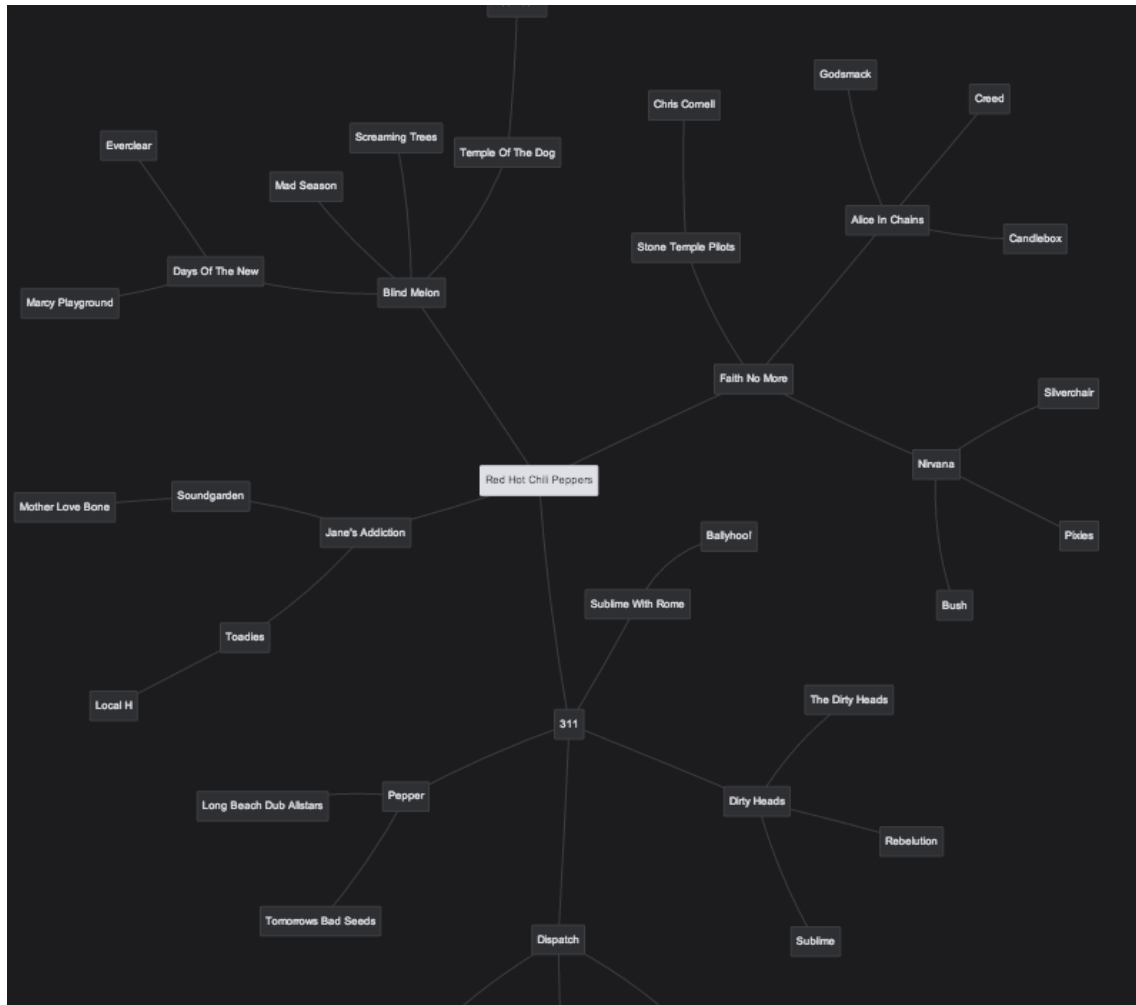 Godsmack
Creed
Chris Cornell
Screaming Trees
Everclear
Temple Of The Dog
Mad Season
Alice In Chains
Candlebox
Stone Temple Pilots
Days Of The New
Blind Melon
Marcy Playground
Faith No More
Silverchair
Nirvana
Red Hot Chili Peppers
Soundgarden
Mother Love Bone
Jane's Addiction
Ballyhoo!
Pixies
Sublime With Rome
Bush
Toadies
The Dirty Heads
Local H
311
Pepper
Long Beach Dub Allstars
Dirty Heads
Rebelution
Tomorrows Bad Seeds
Dispatch
Sublime